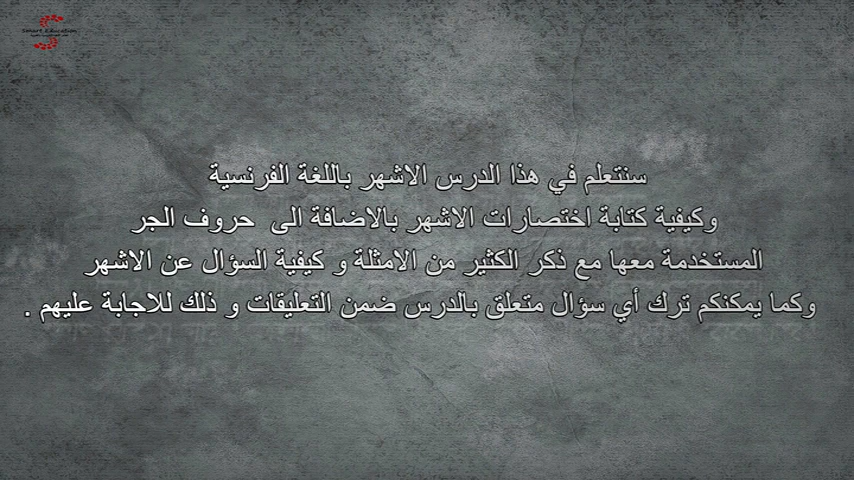 Smart Education
سنتعلم في هذا الدرس الاشهر باللغة الفرنسية
وكيفية كتابة اختصارات الاشهر بالاضافة الى حروف الجر
المستخدمة معها مع ذكر الكثير من الامثلة و كيفية السؤال عن الاشهر
وكما يمكنكم ترك أي سؤال متعلق بالدرس ضمن التعليقات و ذلك للاجابة عليهم .